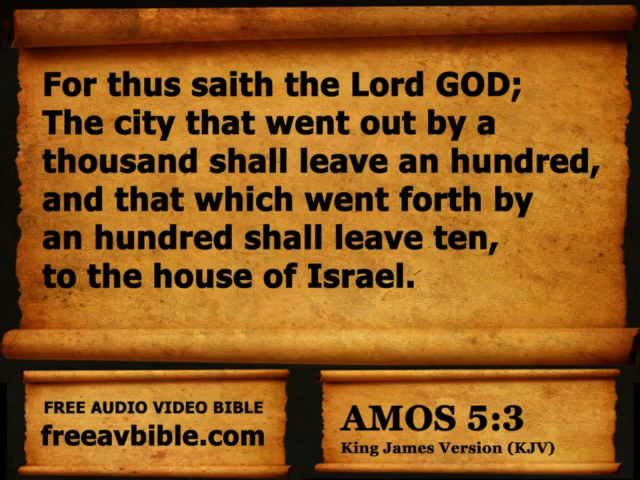 For thus saith the Lord GOD;
The city that went out by a
thousand shall leave an hundred,
and that which went forth by
an hundred shall leave ten,
to the house of Israel.
FREE AUDIO VIDEO BIBLE
freeavbible.com
AMOS 5:3
King James Version (KJV)